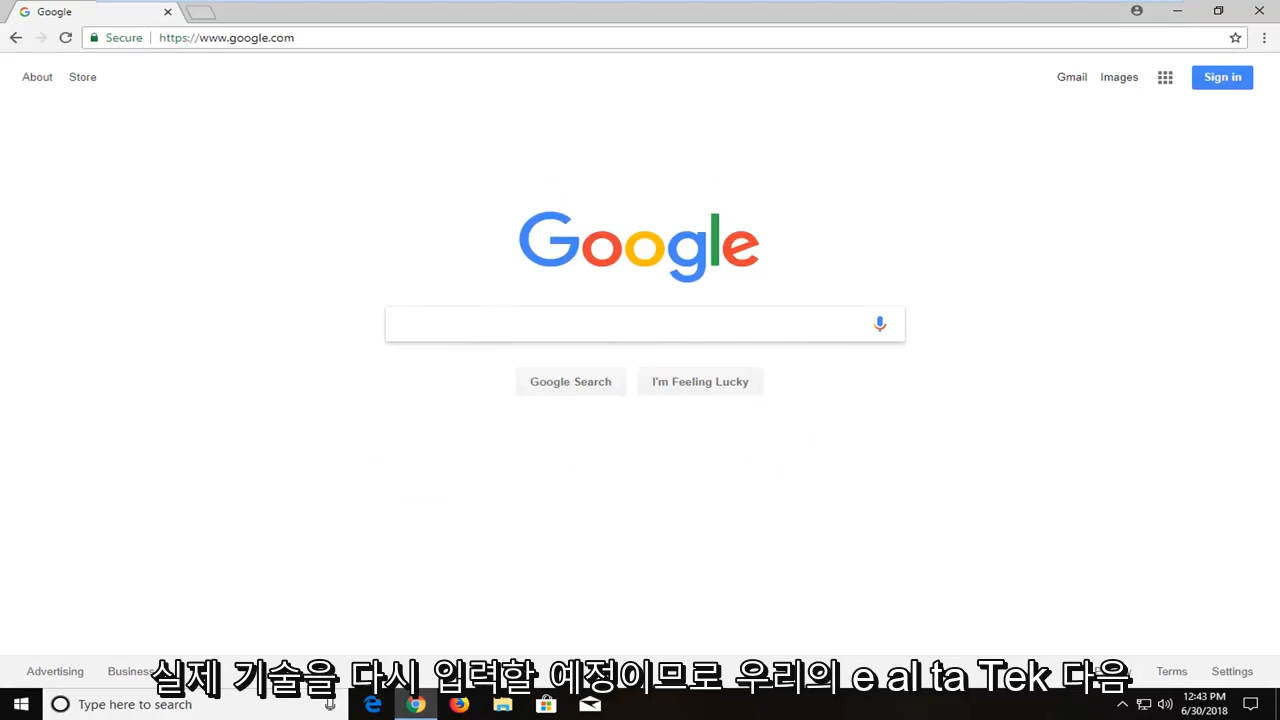 Google
Secure https://www.google.com
About Store Gmail Images Sign in
Google
Google Search I'm Feeling Lucky
Advertising Business Terms Settings
실제 기술을 다시 입력할 예정이므로 우리의 e al ta Tek 다음
Type here to search 12:43 PM
6/30/2018